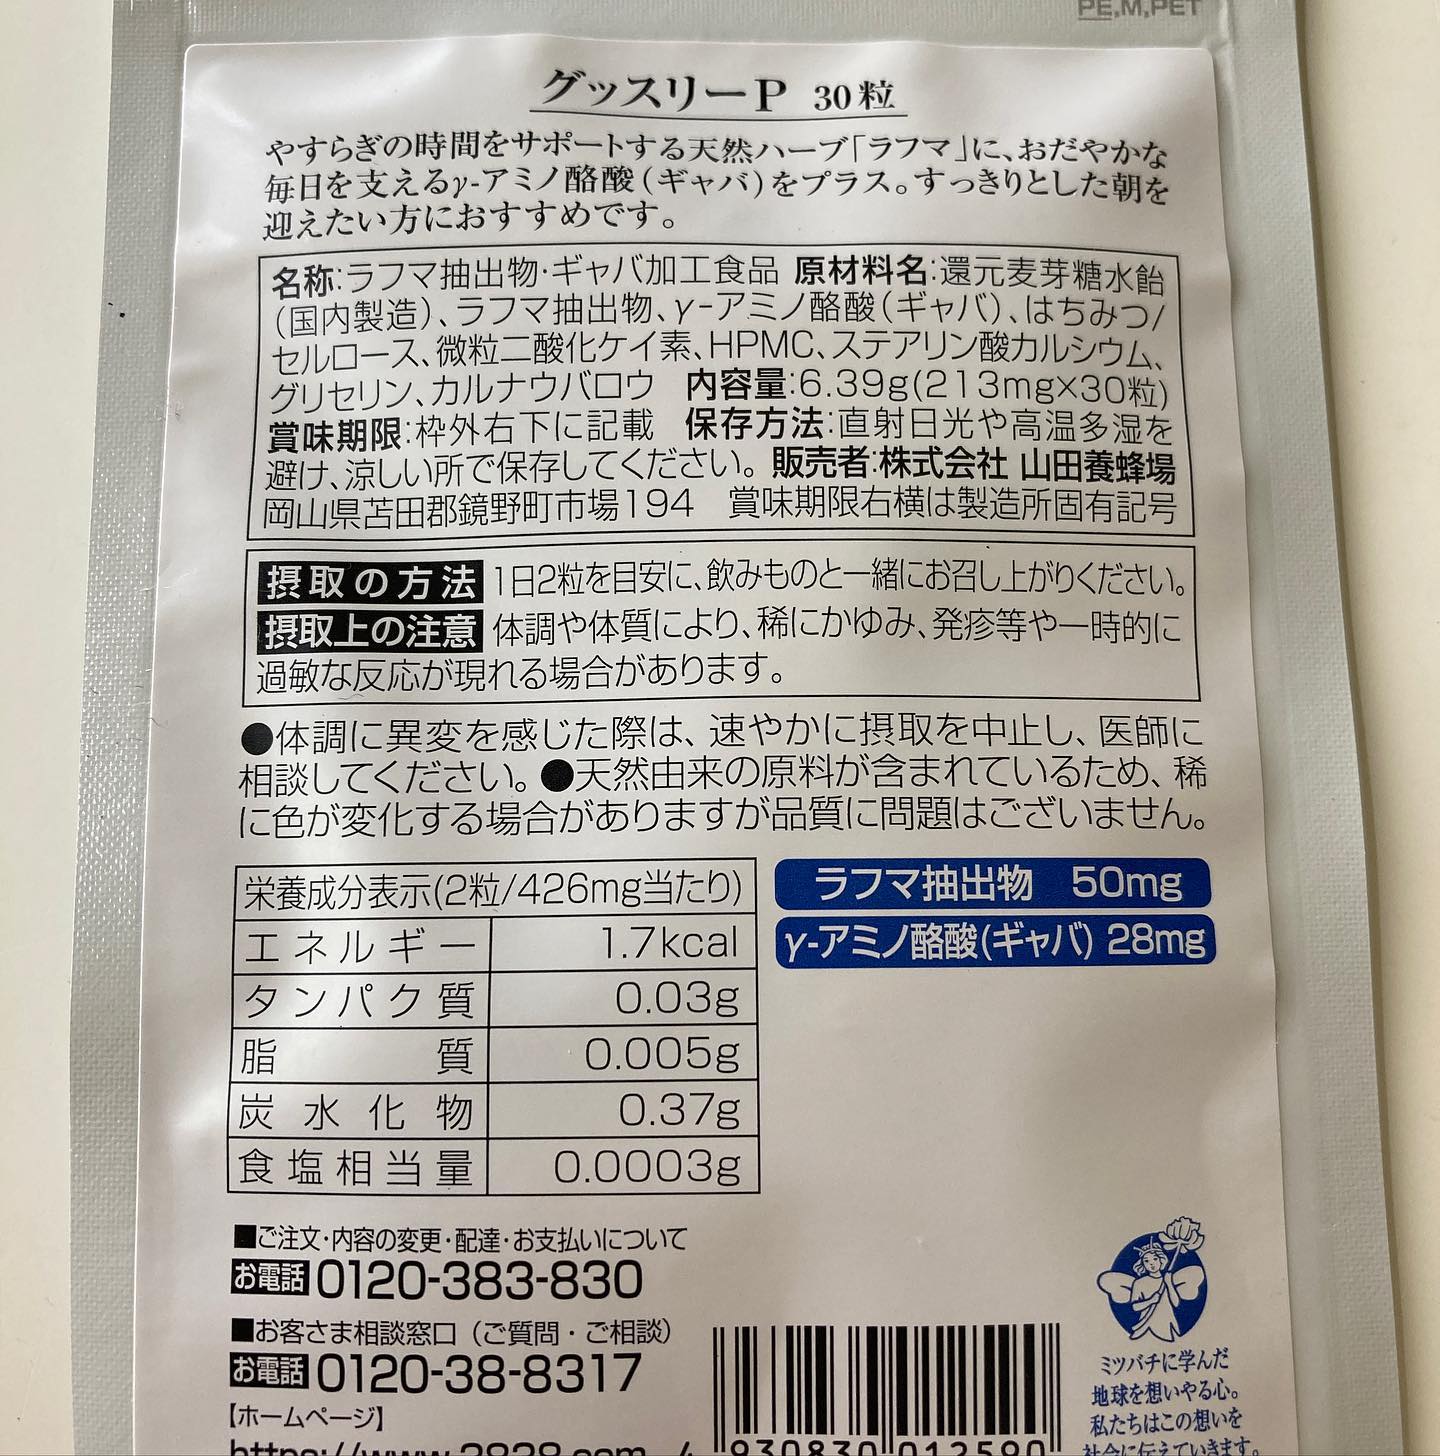 PE,M,PET
グッスリーP 30粒
やすらぎの時間をサポートする天然ハーブ「ラフマ」に、おだやかな
毎日を支えるγ-アミノ酪酸(ギャバ)をプラス。すっきりとした朝を
迎えたい方におすすめです。
名称:ラフマ抽出物・ギャバ加工食品 原材料名:還元麦芽糖水飴
(国内製造)、ラフマ抽出物、γ-アミノ酪酸(ギャバ)、はちみつ/
セルロース、微粒二酸化ケイ素、HPMC、ステアリン酸カルシウム、
グリセリン、カルナウバロウ 内容量:6.39g(213mg×30粒)
賞味期限:枠外右下に記載 保存方法:直射日光や高温多湿を
避け、涼しい所で保存してください。 販売者:株式会社 山田養蜂場
岡山県苫田郡鏡野町市場194 賞味期限右横は製造所固有記号
摂取の方法 1日2粒を目安に、飲みものと一緒にお召し上がりください。
摂取上の注意 体調や体質により、稀にかゆみ、発疹等や一時的に
過敏な反応が現れる場合があります。
●体調に異変を感じた際は、速やかに摂取を中止し、医師に
相談してください。●天然由来の原料が含まれているため、稀
に色が変化する場合がありますが品質に問題はございません。
栄養成分表示(2粒/426mg当たり)
エネルギー 1.7kcal
タンパク質 0.03g
脂質 0.005g
炭水化物 0.37g
食塩相当量 0.0003g
ラフマ抽出物 50mg
γ-アミノ酪酸(ギャバ) 28mg
■ご注文・内容の変更・配達・お支払いについて
お電話 0120-383-830
■お客さま相談窓口(ご質問・ご相談)
お電話 0120-38-8317
【ホームページ】
https://www.3838.com
4 930830 012590
ミツバチに学んだ
地球を想いやる心。
私たちはこの想いを
社会に伝えていきます。